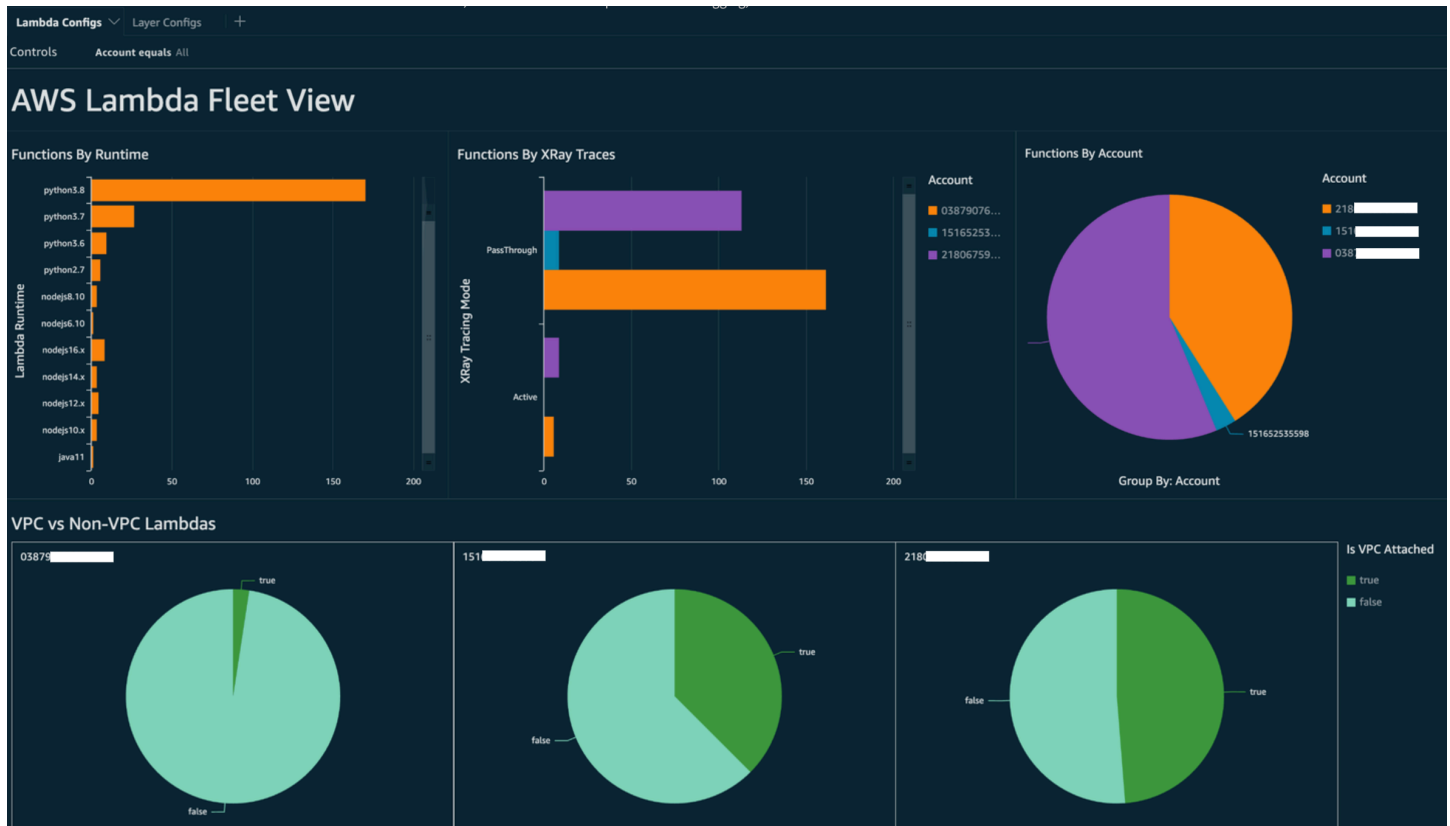 Lambda Configs Layer Configs +
Controls Account equals All
AWS Lambda Fleet View
Functions By Runtime
Lambda Runtime
python3.8
python3.7
python3.6
python2.7
nodejs8.10
nodejs6.10
nodejs16.x
nodejs14.x
nodejs12.x
nodejs10.x
java11
0 50 100 150 200
Functions By XRay Traces
XRay Tracing Mode
PassThrough
Active
0 50 100 150 200
Account
03879076...
15165253...
21806759...
Functions By Account
151652535598
Group By: Account
Account
218
151
038
VPC vs Non-VPC Lambdas
03879
true
false
151
true
false
218
true
false
Is VPC Attached
true
false